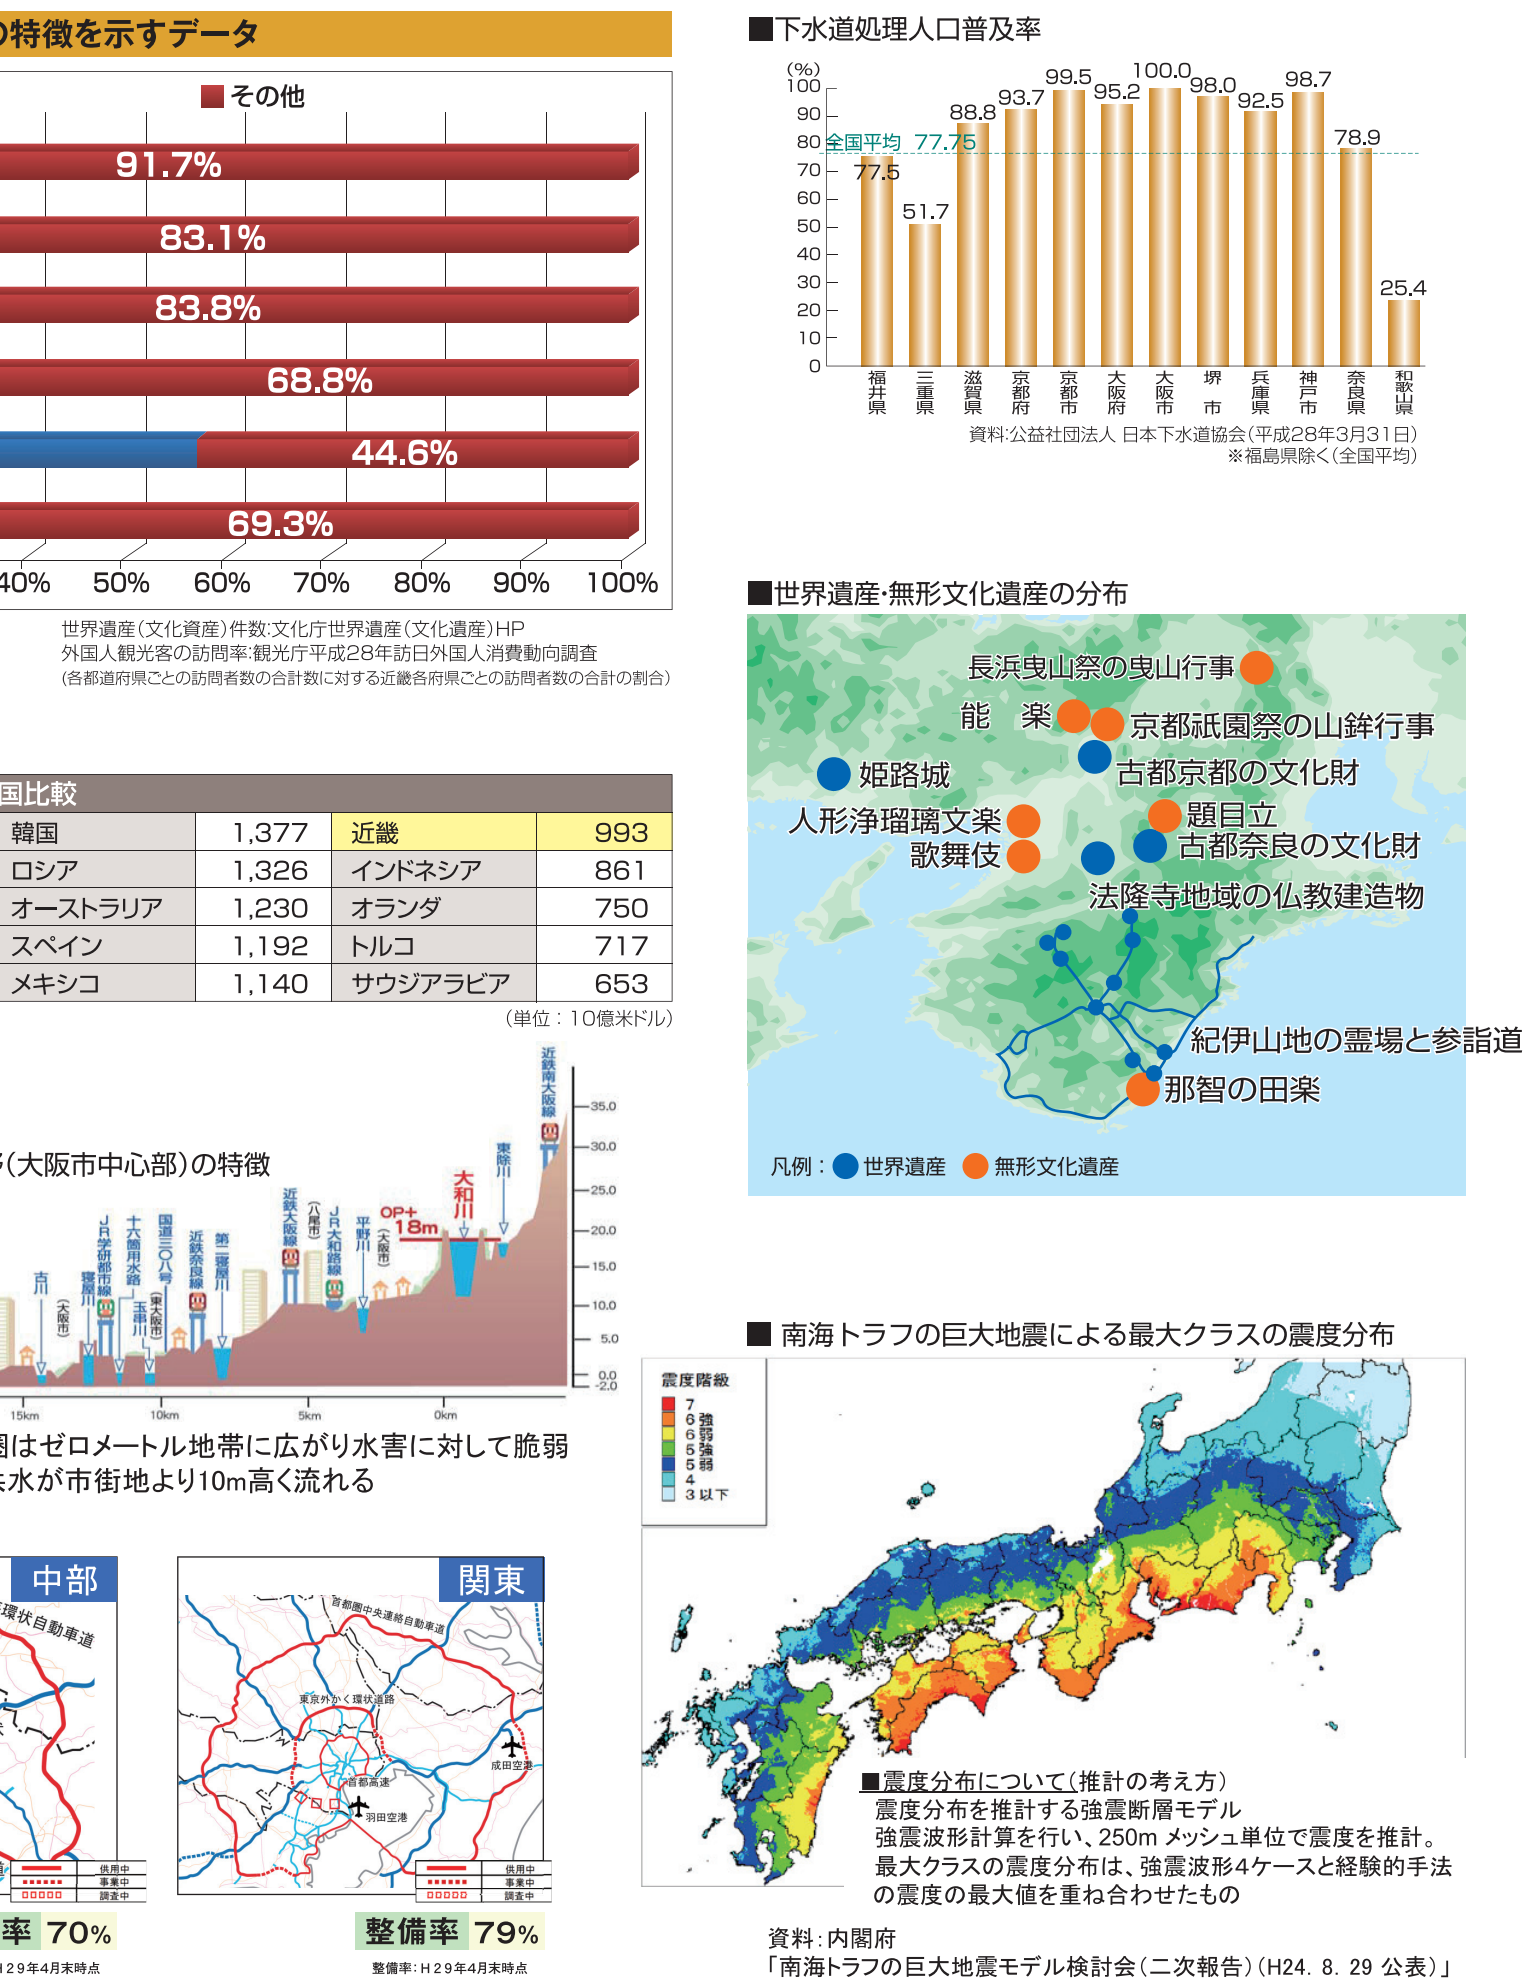 の特徴を示すデータ
その他
91.7%
83.1%
83.8%
68.8%
44.6%
69.3%
40% 50% 60% 70% 80% 90% 100%
世界遺産(文化資産)件数:文化庁世界遺産(文化遺産)HP
外国人観光客の訪問率:観光庁平成28年訪日外国人消費動向調査
(各都道府県ごとの訪問者数の合計数に対する近畿各府県ごとの訪問者数の合計の割合)
国比較
韓国 1,377 近畿 993
ロシア 1,326 インドネシア 861
オーストラリア 1,230 オランダ 750
スペイン 1,192 トルコ 717
メキシコ 1,140 サウジアラビア 653
(単位:10億米ドル)
(大阪市中心部)の特徴
古川
(大阪市)
寝屋川
JR学研都市線
十六箇用水路
玉串川
国道三〇八号
(東大阪市)
近鉄奈良線
第二寝屋川
近鉄大阪線
(八尾市)
JR大和路線
平野川
(大阪市)
OP+
18m
大和川
東除川
近鉄南大阪線
35.0
30.0
25.0
20.0
15.0
10.0
5.0
0.0
-2.0
15km 10km 5km 0km
圏はゼロメートル地帯に広がり水害に対して脆弱
洪水が市街地より10m高く流れる
中部
環状自動車道
供用中
事業中
調査中
率 70%
H29年4月末時点
関東
首都圏中央連絡自動車道
東京外かく環状道路
首都高速
成田空港
羽田空港
供用中
事業中
調査中
整備率 79%
整備率:H29年4月末時点
■下水道処理人口普及率
(%)
100
90
80
70
60
50
40
30
20
10
0
全国平均 77.75
77.5
51.7
88.8
93.7
99.5
95.2
100.0
98.0
92.5
98.7
78.9
25.4
福井県 三重県 滋賀県 京都府 京都市 大阪府 大阪市 堺市 兵庫県 神戸市 奈良県 和歌山県
資料:公益社団法人 日本下水道協会(平成28年3月31日)
※福島県除く(全国平均)
■世界遺産・無形文化遺産の分布
長浜曳山祭の曳山行事
能 楽
京都祇園祭の山鉾行事
古都京都の文化財
姫路城
人形浄瑠璃文楽
題目立
歌舞伎
古都奈良の文化財
法隆寺地域の仏教建造物
紀伊山地の霊場と参詣道
那智の田楽
凡例: 世界遺産 無形文化遺産
■ 南海トラフの巨大地震による最大クラスの震度分布
震度階級
7
6強
6弱
5強
5弱
4
3以下
■震度分布について(推計の考え方)
震度分布を推計する強震断層モデル
強震波形計算を行い、250m メッシュ単位で震度を推計。
最大クラスの震度分布は、強震波形4ケースと経験的手法
の震度の最大値を重ね合わせたもの
資料:内閣府
「南海トラフの巨大地震モデル検討会(二次報告)(H24. 8. 29 公表)」